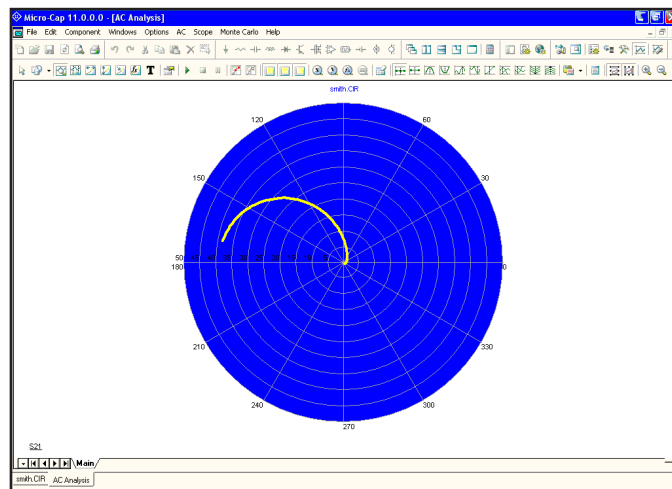 Micro-Cap 11.0.0.0 - [AC Analysis]
File Edit Component Windows Options AC Scope Monte Carlo Help
T
smith.CIR
120
60
150
30
50
180
0
210
330
240
300
270
S21
Main
smith.CIR AC Analysis